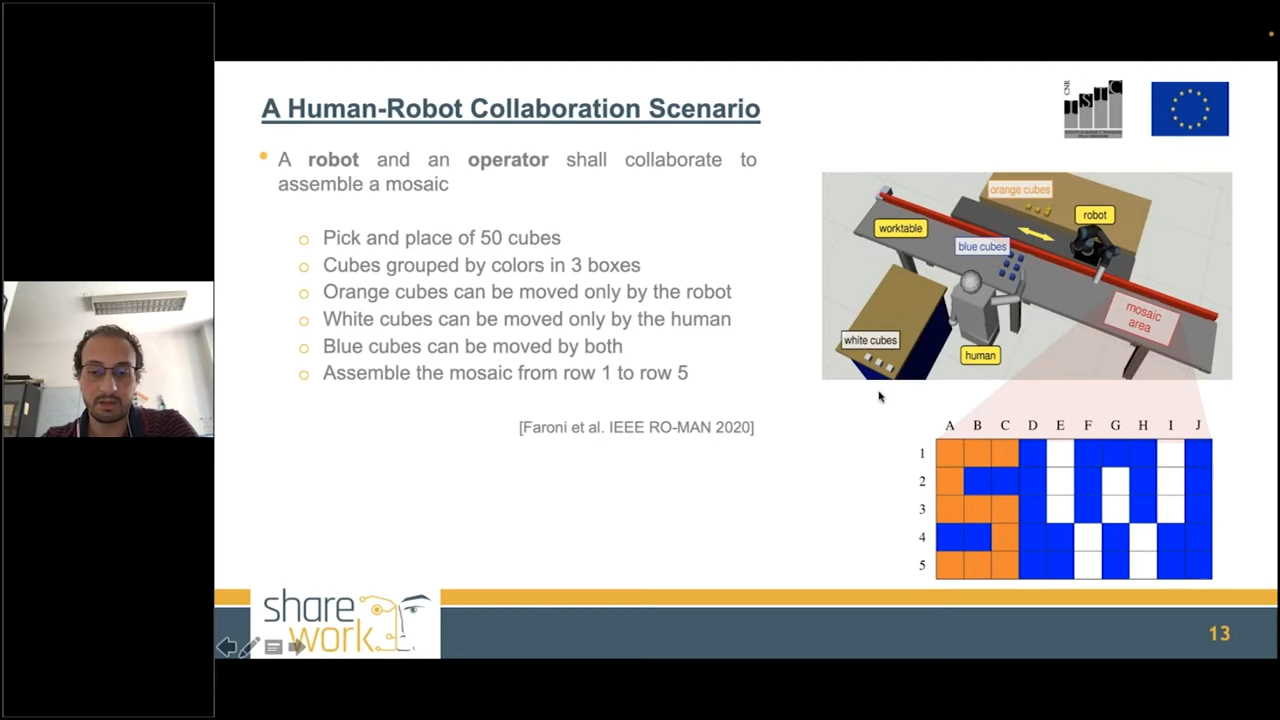 A Human-Robot Collaboration Scenario
A robot and an operator shall collaborate to
assemble a mosaic
Pick and place of 50 cubes
Cubes grouped by colors in 3 boxes
Orange cubes can be moved only by the robot
White cubes can be moved only by the human
Blue cubes can be moved by both
Assemble the mosaic from row 1 to row 5
[Faroni et al. IEEE RO-MAN 2020]
CNR
orange cubes
robot
worktable
blue cubes
mosaic
area
white cubes
human
A B C D E F G H I J
1
2
3
4
5
share
work
13